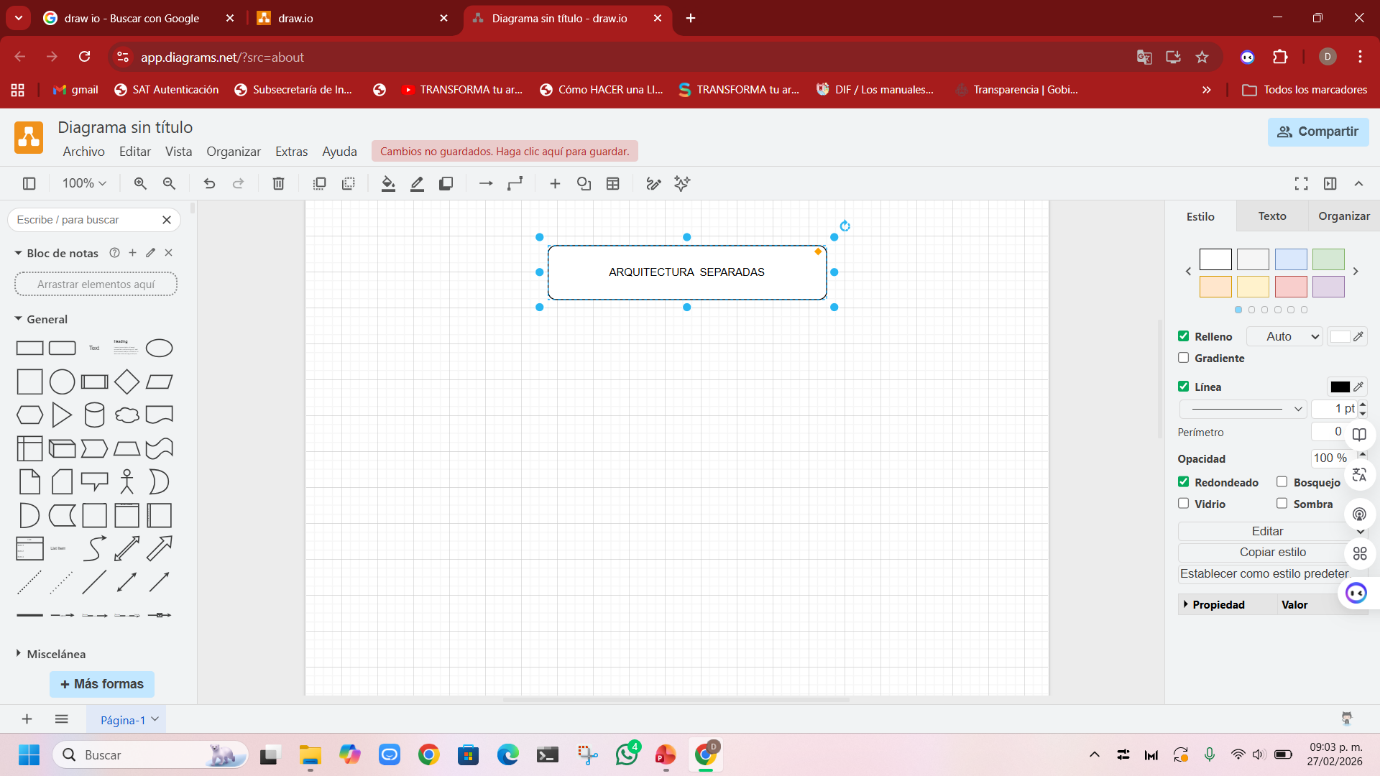 draw io - Buscar con Google
draw.io
Diagrama sin título - draw.io
app.diagrams.net/?src=about
gmail
SAT Autenticación
Subsecretaría de In...
TRANSFORMA tu ar...
Cómo HACER una LI...
TRANSFORMA tu ar...
DIF / Los manuales...
Transparencia | Gobi...
Todos los marcadores
D
Diagrama sin título
Compartir
Archivo Editar Vista Organizar Extras Ayuda
Cambios no guardados. Haga clic aquí para guardar.
100%
Escribe / para buscar
Bloc de notas
Arrastrar elementos aquí
General
Text
Heading
List Item
Miscelánea
+ Más formas
ARQUITECTURA SEPARADAS
Estilo Texto Organizar
Relleno Auto
Gradiente
Línea
1 pt
Perímetro 0
Opacidad 100 %
Redondeado Bosquejo
Vidrio Sombra
Editar
Copiar estilo
Establecer como estilo predeter
Propiedad Valor
Página-1
Buscar
4
D
09:03 p. m.
27/02/2026